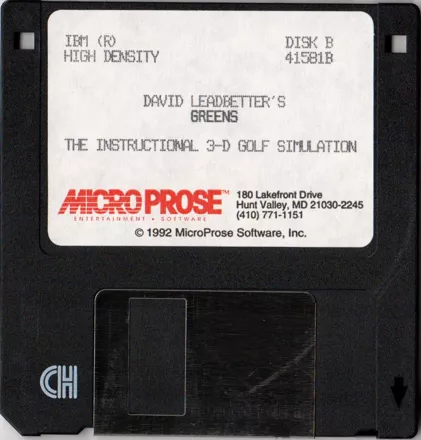 IBM (R) DISK B
HIGH DENSITY 41581B
DAVID LEADBETTER'S
GREENS
THE INSTRUCTIONAL 3-D GOLF SIMULATION
MICROPROSE™
ENTERTAINMENT • SOFTWARE
180 Lakefront Drive
Hunt Valley, MD 21030-2245
(410) 771-1151
© 1992 MicroProse Software, Inc.
CH